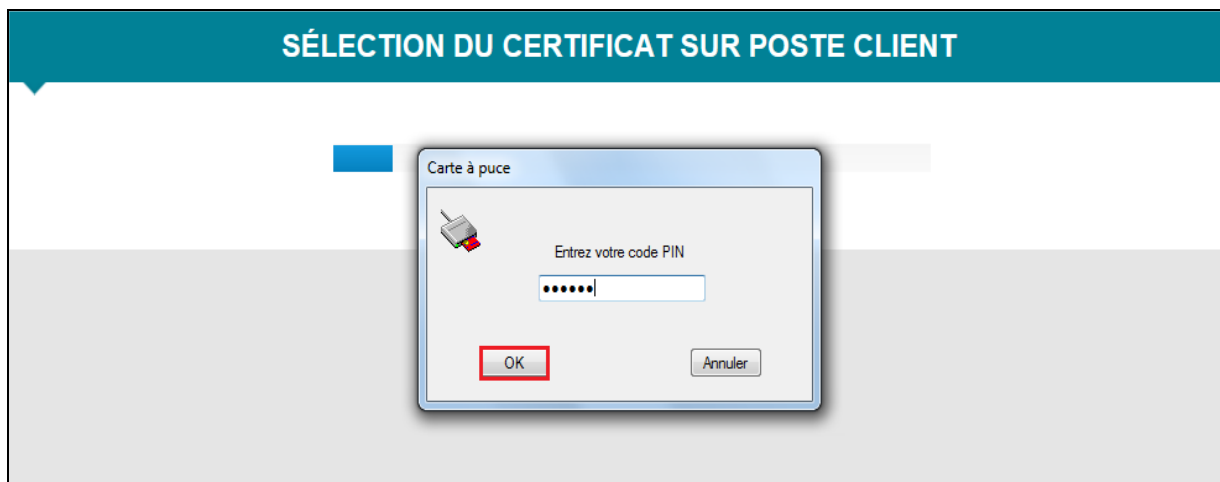 SÉLECTION DU CERTIFICAT SUR POSTE CLIENT
Carte à puce
Entrez votre code PIN
••••••
OK
Annuler